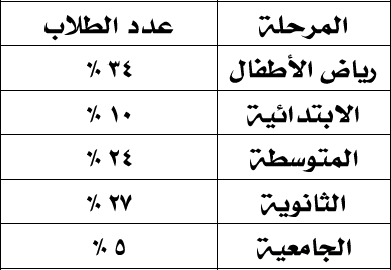 المرحلة عدد الطلاب
رياض الأطفال ٣٤ %
الابتدائية ١٠ %
المتوسطة ٢٤ %
الثانوية ٢٧ %
الجامعية ٥ %